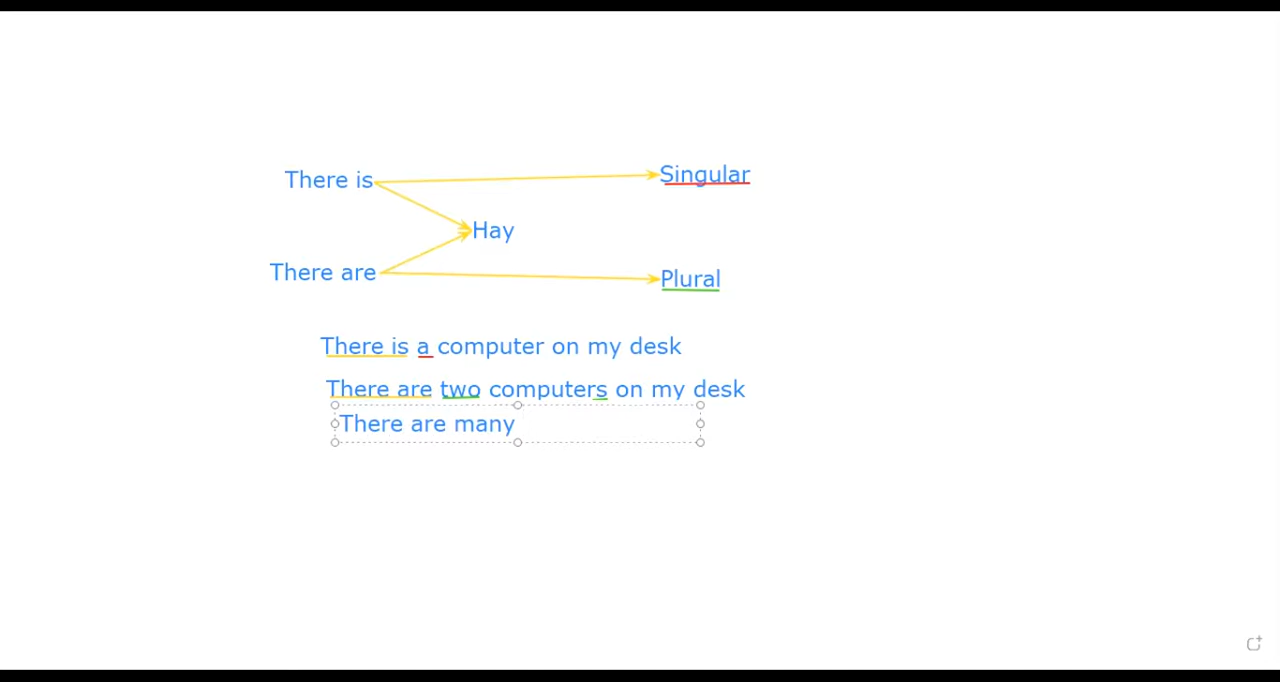 There is
Singular
Hay
There are
Plural
There is a computer on my desk
There are two computers on my desk
There are many